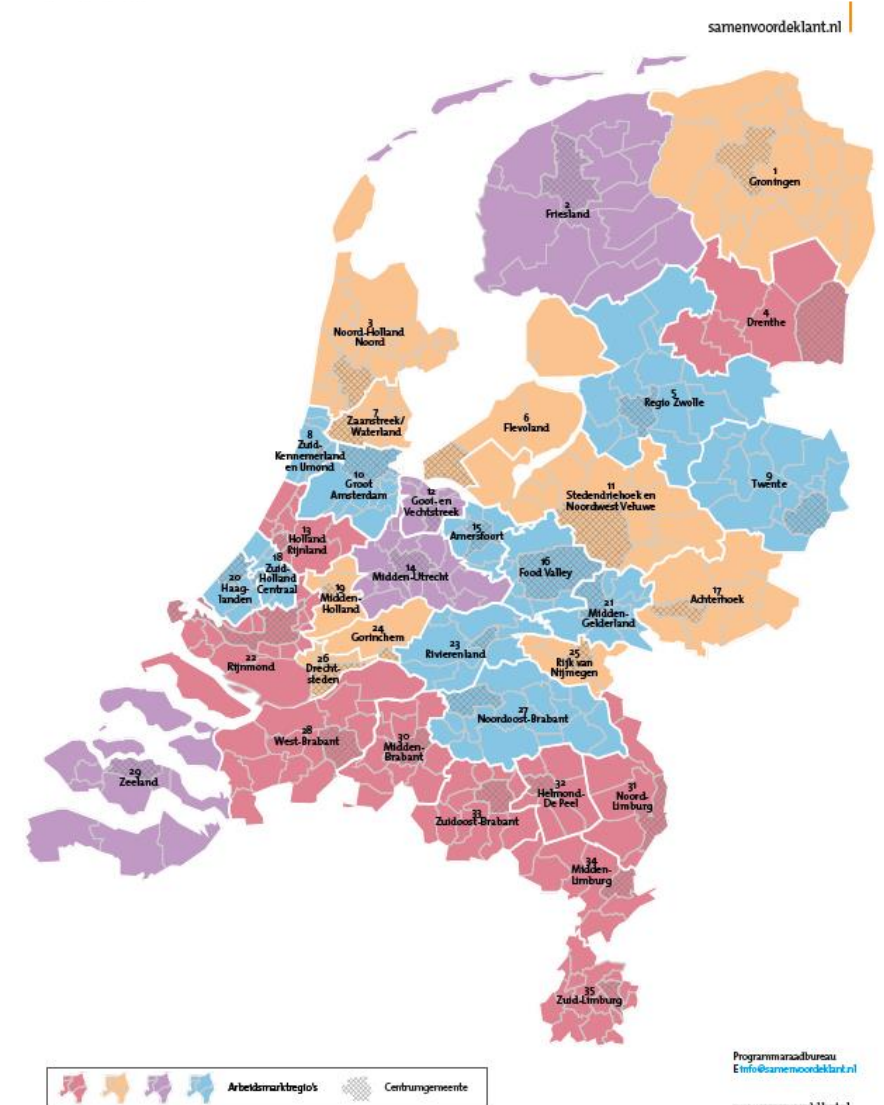 samenvoordeklant.nl
1
Groningen
2
Friesland
3
Noord-Holland
Noord
4
Drenthe
5
Regio Zwolle
6
Flevoland
7
Zaanstreek/
Waterland
8
Zuid-
Kennemerland
en IJmond
9
Twente
10
Groot
Amsterdam
11
Stedendriehoek en
Noordwest Veluwe
12
Gooi- en
Vechtstreek
13
Holland
Rijnland
14
Midden-Utrecht
15
Amersfoort
16
Food Valley
17
Achterhoek
18
Zuid-
Holland
Centraal
19
Midden-
Holland
20
Haag-
landen
21
Midden-
Gelderland
22
Rijnmond
23
Rivierenland
24
Gorinchem
25
Rijk van
Nijmegen
26
Drecht-
steden
27
Noordoost-Brabant
28
West-Brabant
29
Zeeland
30
Midden-
Brabant
31
Noord-
Limburg
32
Helmond-
De Peel
33
Zuidoost-Brabant
34
Midden-
Limburg
35
Zuid-Limburg
Programmaraadbureau
E info@samenvoordeklant.nl
Arbeidsmarktregio's
Centrumgemeente